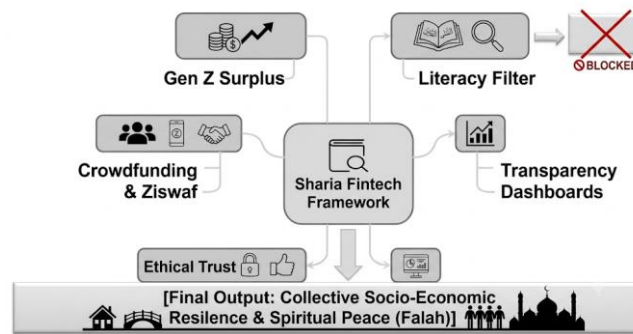 Gen Z Surplus
Literacy Filter
BLOCKED
Z
Crowdfunding
& Ziswaf
Sharia Fintech
Framework
Transparency
Dashboards
Ethical Trust
[Final Output: Collective Socio-Economic
Resilence & Spiritual Peace (Falah)]
$